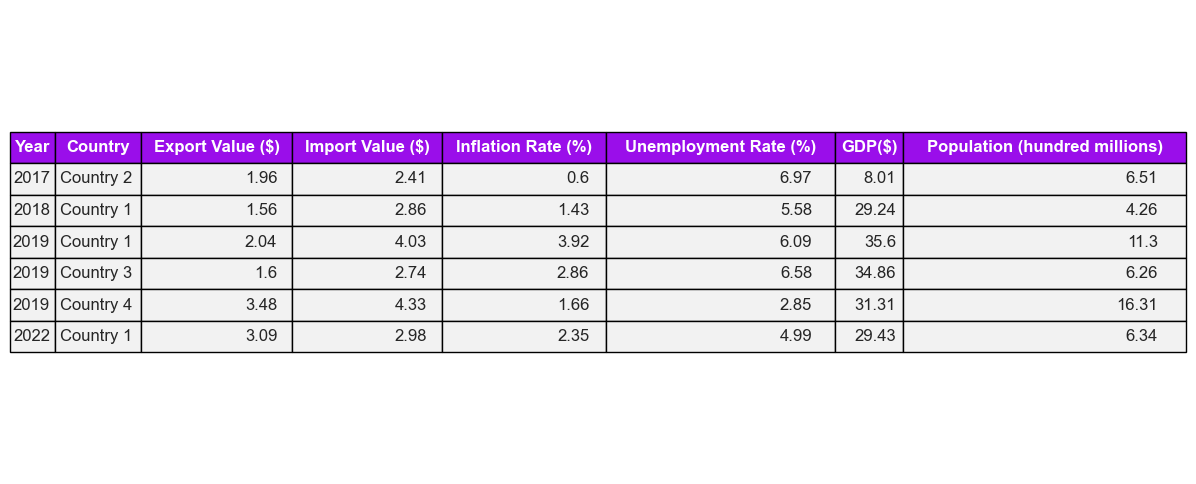 Year Country Export Value ($) Import Value ($) Inflation Rate (%) Unemployment Rate (%) GDP($) Population (hundred millions)
2017 Country 2 1.96 2.41 0.6 6.97 8.01 6.51
2018 Country 1 1.56 2.86 1.43 5.58 29.24 4.26
2019 Country 1 2.04 4.03 3.92 6.09 35.6 11.3
2019 Country 3 1.6 2.74 2.86 6.58 34.86 6.26
2019 Country 4 3.48 4.33 1.66 2.85 31.31 16.31
2022 Country 1 3.09 2.98 2.35 4.99 29.43 6.34